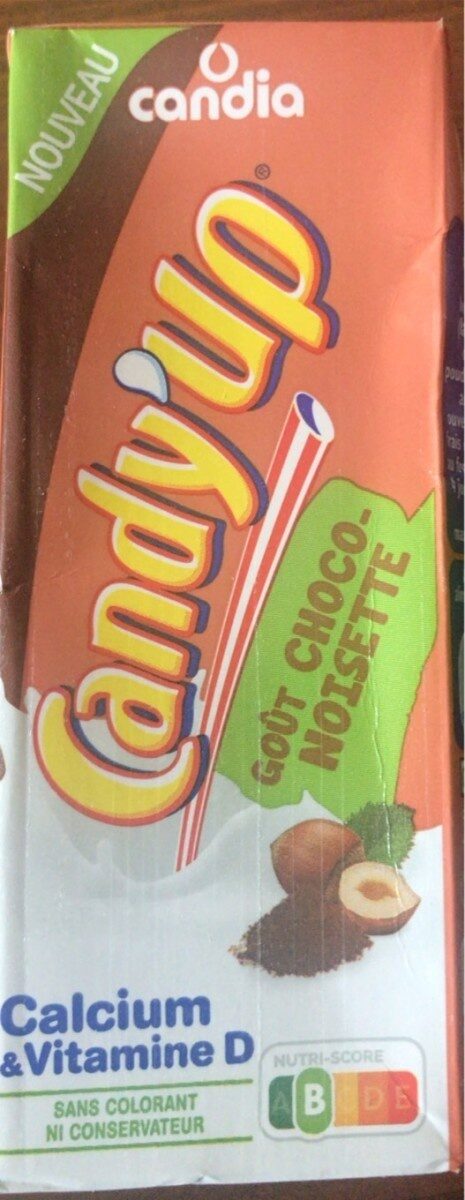 NOUVEAU
candia
Candy'up®
GOÛT CHOCO-
NOISETTE
Calcium
&Vitamine D
SANS COLORANT
NI CONSERVATEUR
NUTRI-SCORE
A B C D E